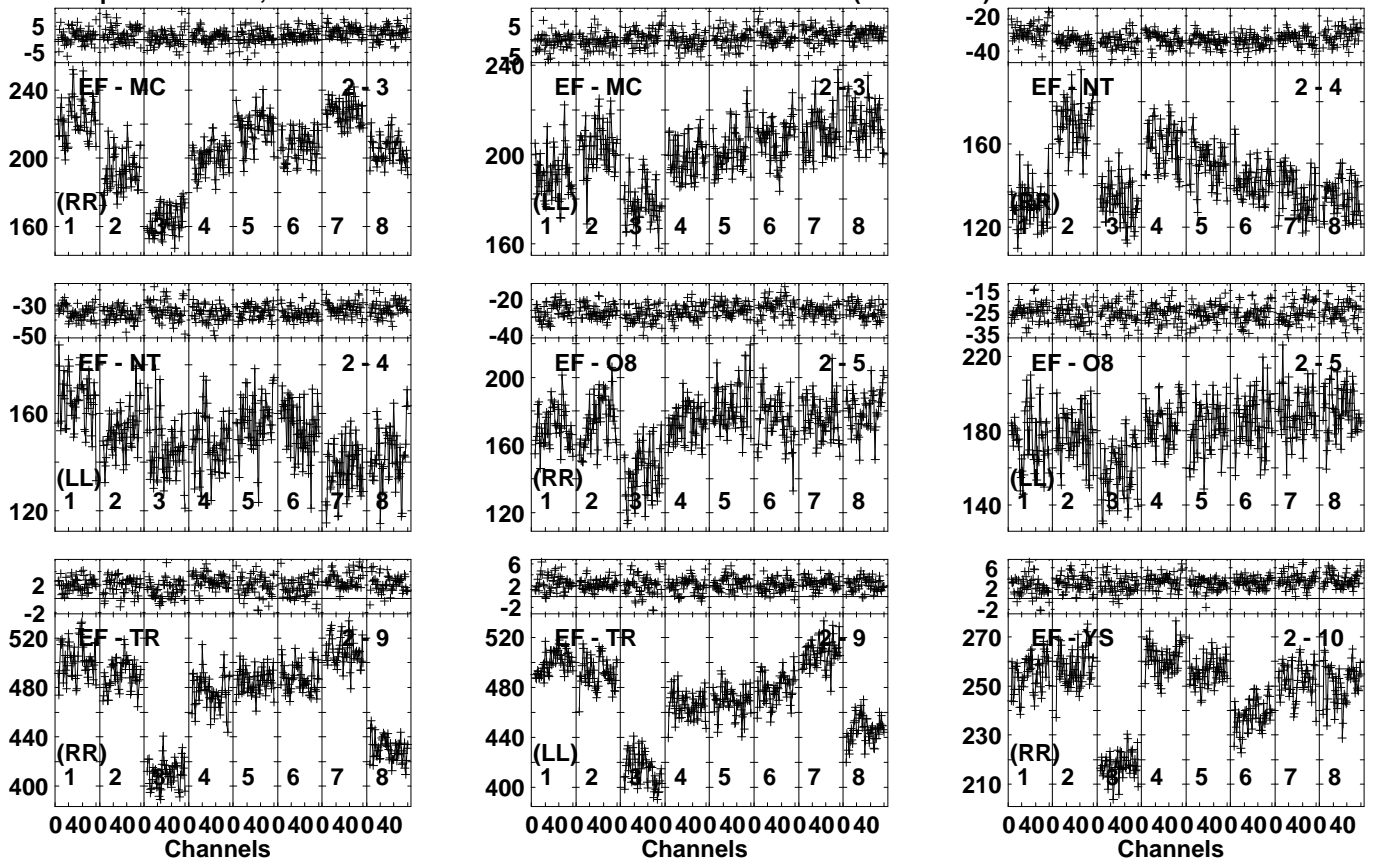 5
-5
240
200
160
EF - MC 2 - 3
(RR)
1 2 3 4 5 6 7 8
5
-5
240
200
160
EF - MC 2 - 3
(LL)
1 2 3 4 5 6 7 8
-20
-40
160
120
EF - NT 2 - 4
(RR)
1 2 3 4 5 6 7 8
-30
-50
160
120
EF - NT 2 - 4
(LL)
1 2 3 4 5 6 7 8
-20
-40
200
160
120
EF - O8 2 - 5
(RR)
1 2 3 4 5 6 7 8
-15
-25
-35
220
180
140
EF - O8 2 - 5
(LL)
1 2 3 4 5 6 7 8
2
-2
520
480
440
400
EF - TR 2 - 9
(RR)
1 2 3 4 5 6 7 8
6
2
-2
520
480
440
400
EF - TR 2 - 9
(LL)
1 2 3 4 5 6 7 8
6
2
-2
270
250
230
210
EF - YS 2 - 10
(RR)
1 2 3 4 5 6 7 8
0 40 0 40 0 40 0 40 0 40 0 40 0 40 0 40
Channels
0 40 0 40 0 40 0 40 0 40 0 40 0 40 0 40
Channels
0 40 0 40 0 40 0 40 0 40 0 40 0 40 0 40
Channels